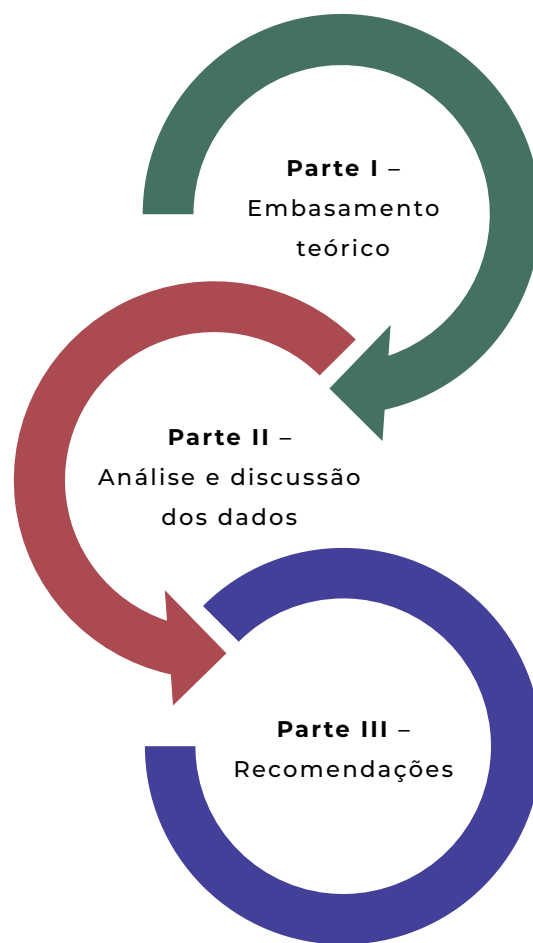 Parte I –
Embasamento
teórico
Parte II –
Análise e discussão
dos dados
Parte III –
Recomendações